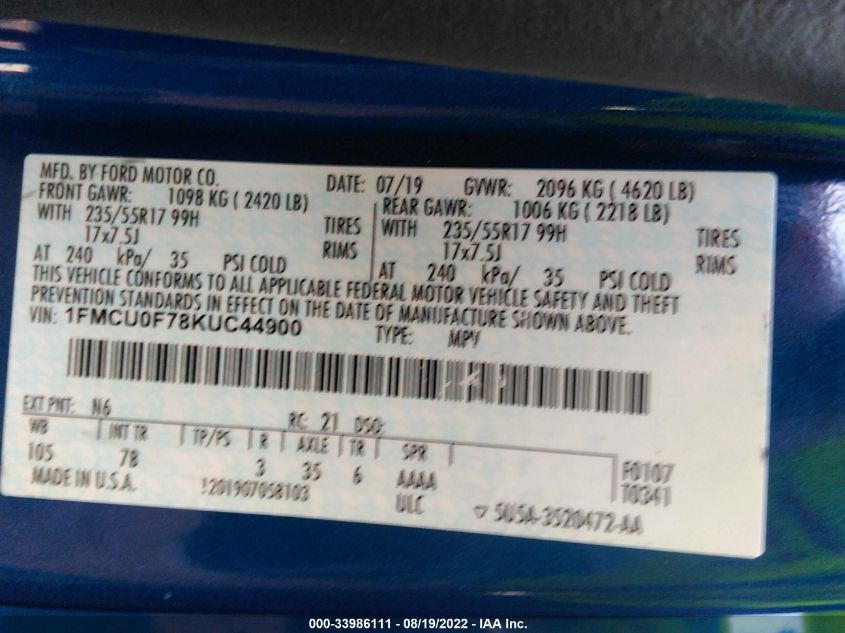 MFD. BY FORD MOTOR CO. DATE: 07/19 GVWR: 2096 KG ( 4620 LB)
FRONT GAWR: 1098 KG ( 2420 LB) REAR GAWR: 1006 KG ( 2218 LB)
WITH 235/55R17 99H TIRES WITH 235/55R17 99H TIRES
17x7.5J RIMS 17x7.5J RIMS
AT 240 kPa/ 35 PSI COLD AT 240 kPa/ 35 PSI COLD
THIS VEHICLE CONFORMS TO ALL APPLICABLE FEDERAL MOTOR VEHICLE SAFETY AND THEFT
PREVENTION STANDARDS IN EFFECT ON THE DATE OF MANUFACTURE SHOWN ABOVE.
VIN: 1FMCU0F78KUC44900 TYPE: MPV
EXT PNT: N6 RC: 21 DSO:
WB INT TR TP/PS R AXLE TR SPR
105 78 3 35 6 AAAA F0107
MADE IN U.S.A. 201907058103 ULC T0341
5U5A-3520472-AA
000-33986111 - 08/19/2022 - IAA Inc.